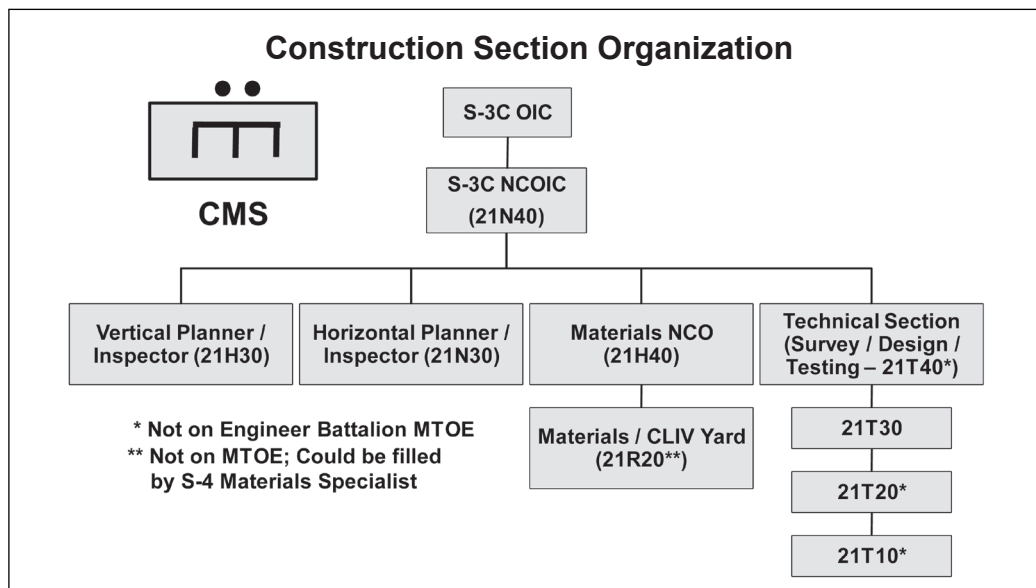 Construction Section Organization
CMS
S-3C OIC
S-3C NCOIC
(21N40)
Vertical Planner /
Inspector (21H30)
Horizontal Planner /
Inspector (21N30)
Materials NCO
(21H40)
Technical Section
(Survey / Design /
Testing – 21T40*)
Materials / CLIV Yard
(21R20**)
21T30
21T20*
21T10*
* Not on Engineer Battalion MTOE
** Not on MTOE; Could be filled
by S-4 Materials Specialist